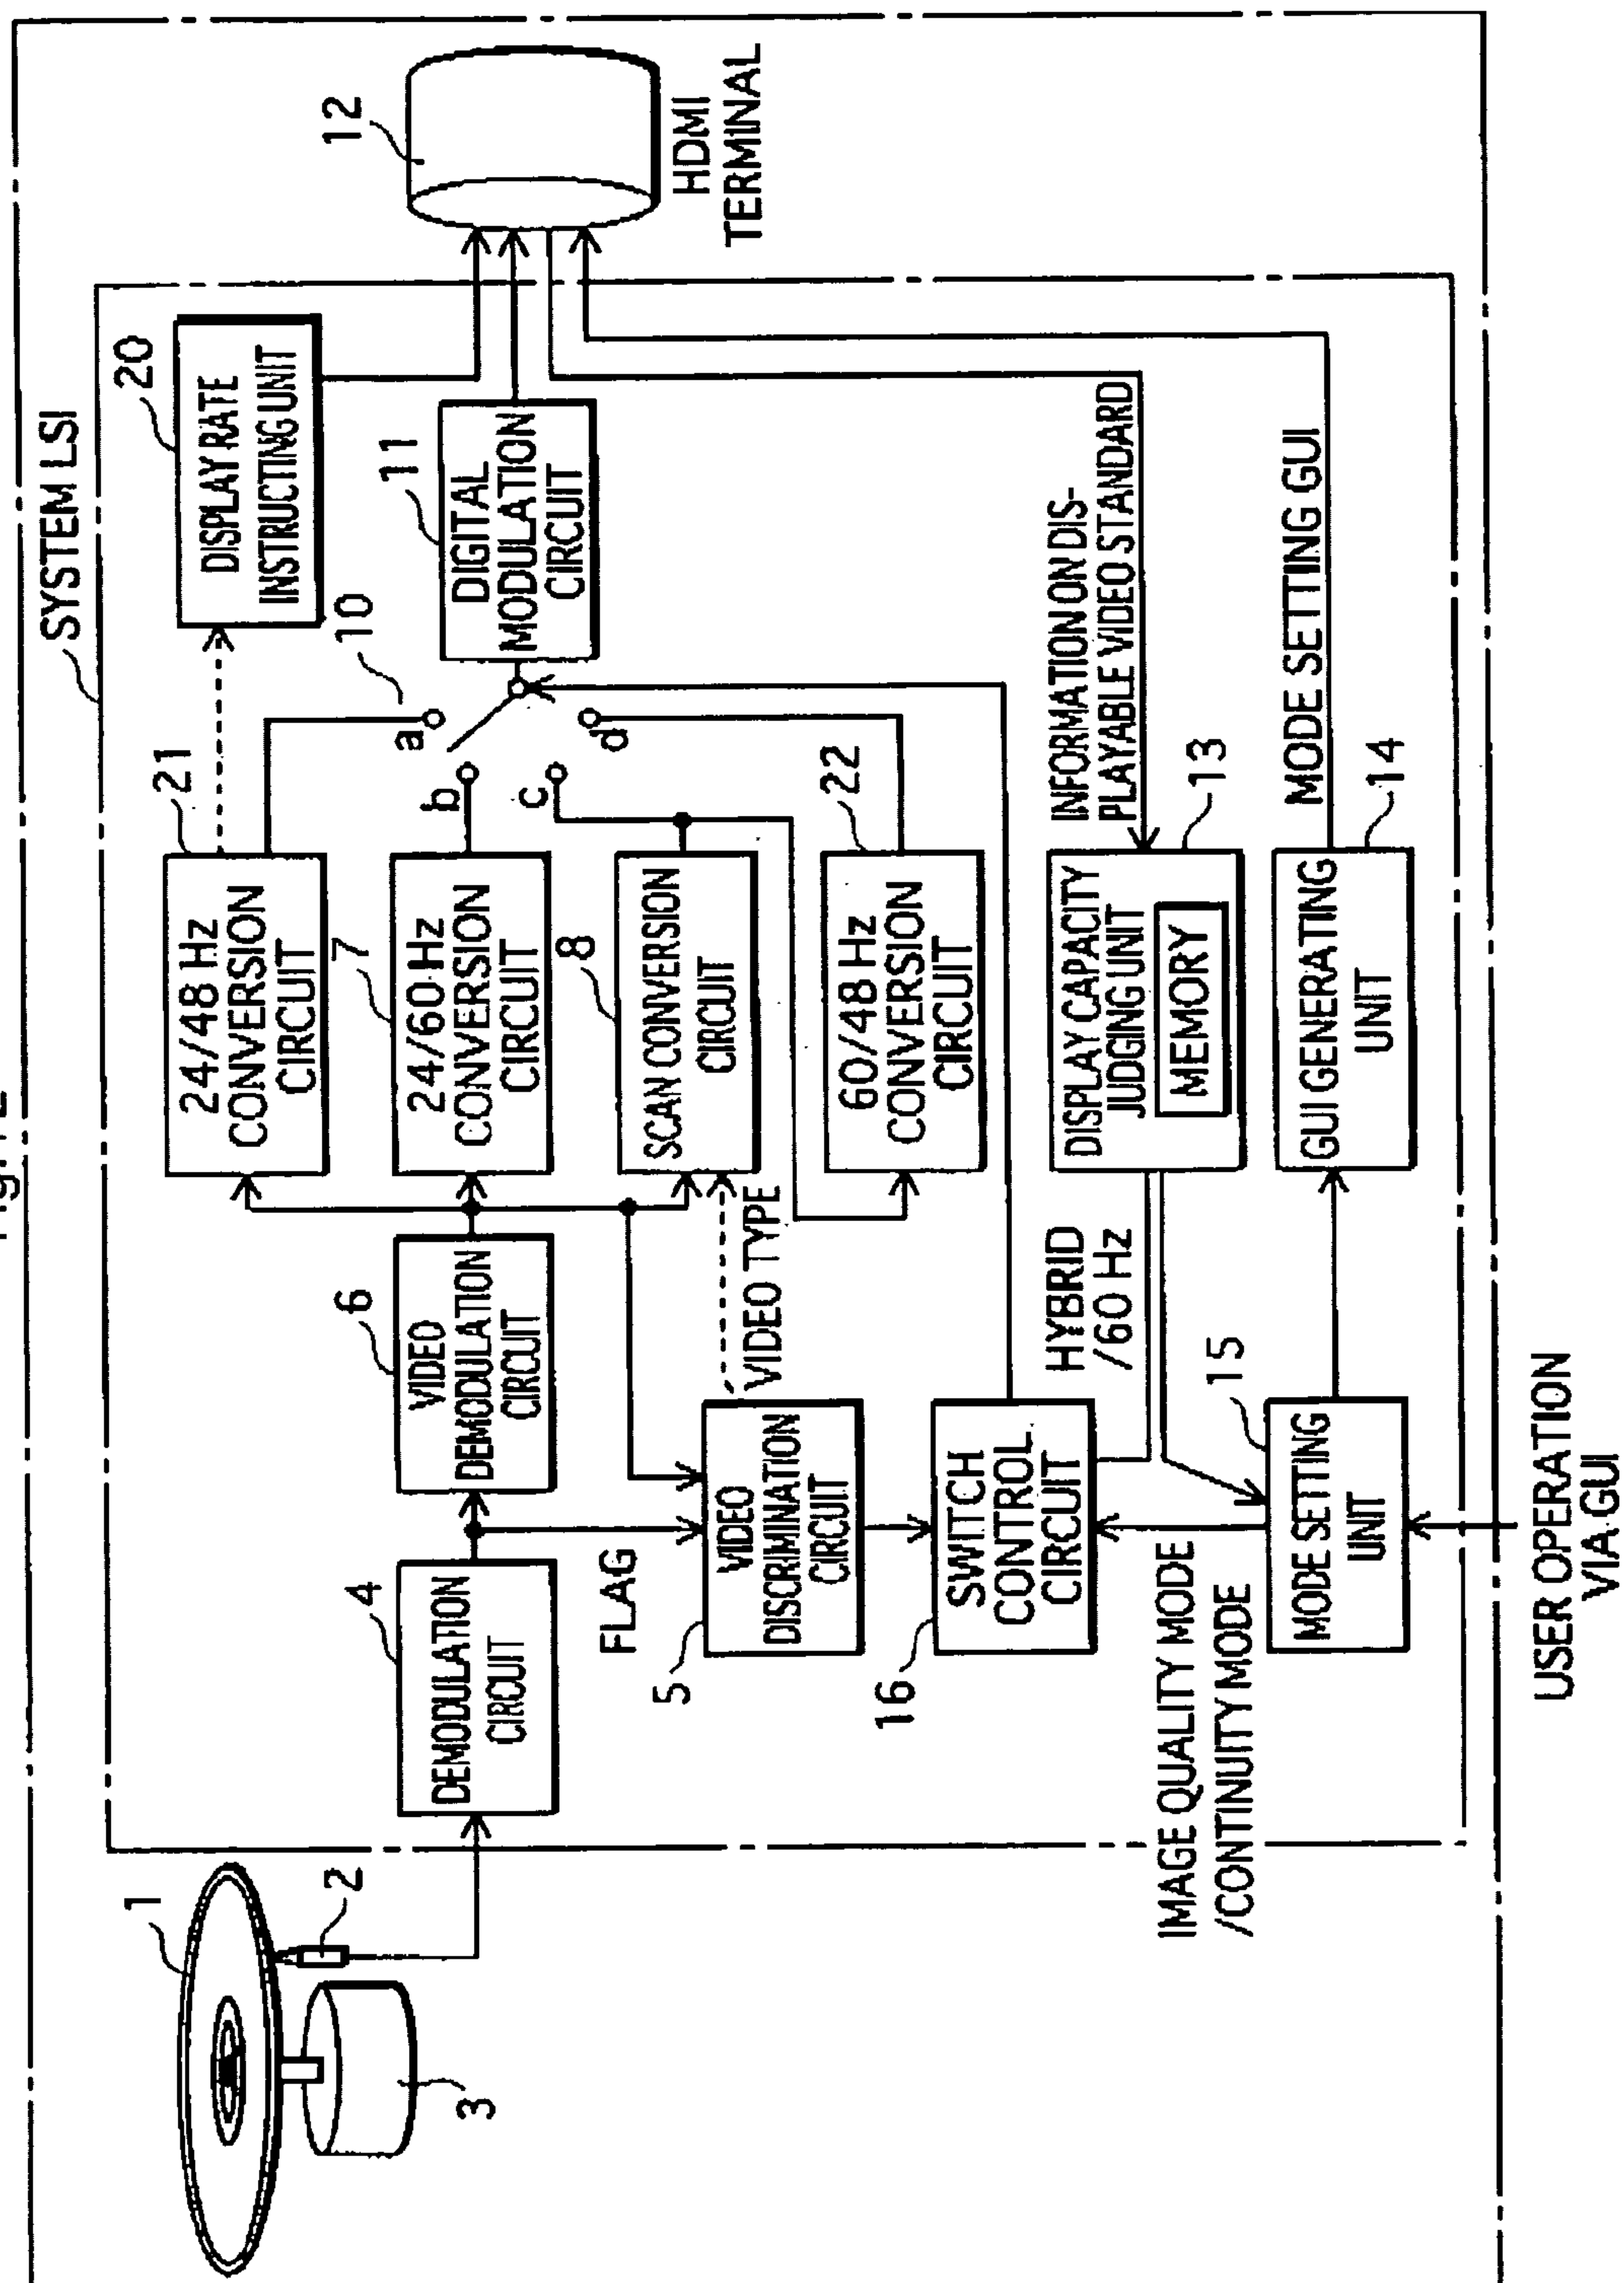 SYSTEM LSI
1
2
3
4
DEMODULATION
CIRCUIT
6
VIDEO
DEMODULATION
CIRCUIT
FLAG
5
VIDEO
DISCRIMINATION
CIRCUIT
VIDEO TYPE
21
24/48 Hz
CONVERSION
CIRCUIT
7
24/60 Hz
CONVERSION
CIRCUIT
8
SCAN CONVERSION
CIRCUIT
22
60/48 Hz
CONVERSION
CIRCUIT
10
a
b
c
d
20
DISPLAY RATE
INSTRUCTING UNIT
11
DIGITAL
MODULATION
CIRCUIT
12
HDMI
TERMINAL
16
SWITCH
CONTROL
CIRCUIT
HYBRID
/60 Hz
INFORMATION ON DIS-
PLAYABLE VIDEO STANDARD
13
DISPLAY CAPACITY
JUDGING UNIT
MEMORY
IMAGE QUALITY MODE
/CONTINUITY MODE
15
MODE SETTING
UNIT
14
GUI GENERATING
UNIT
MODE SETTING GUI
USER OPERATION
VIA GUI